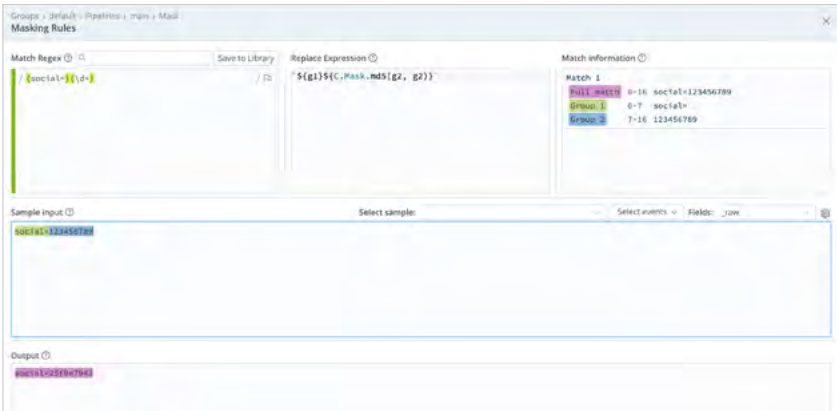 Groups › default › Pipelines › main › Mask
Masking Rules
Match Regex
Save to Library
Replace Expression
Match information
/ (social=)(\d+)
/
`${g1}${C.Mask.md5(g2, g2)}`
Match 1
Full match 0-16 social=123456789
Group 1 0-7 social=
Group 2 7-16 123456789
Sample input
Select sample:
Select events
Fields: _raw
social=123456789
Output